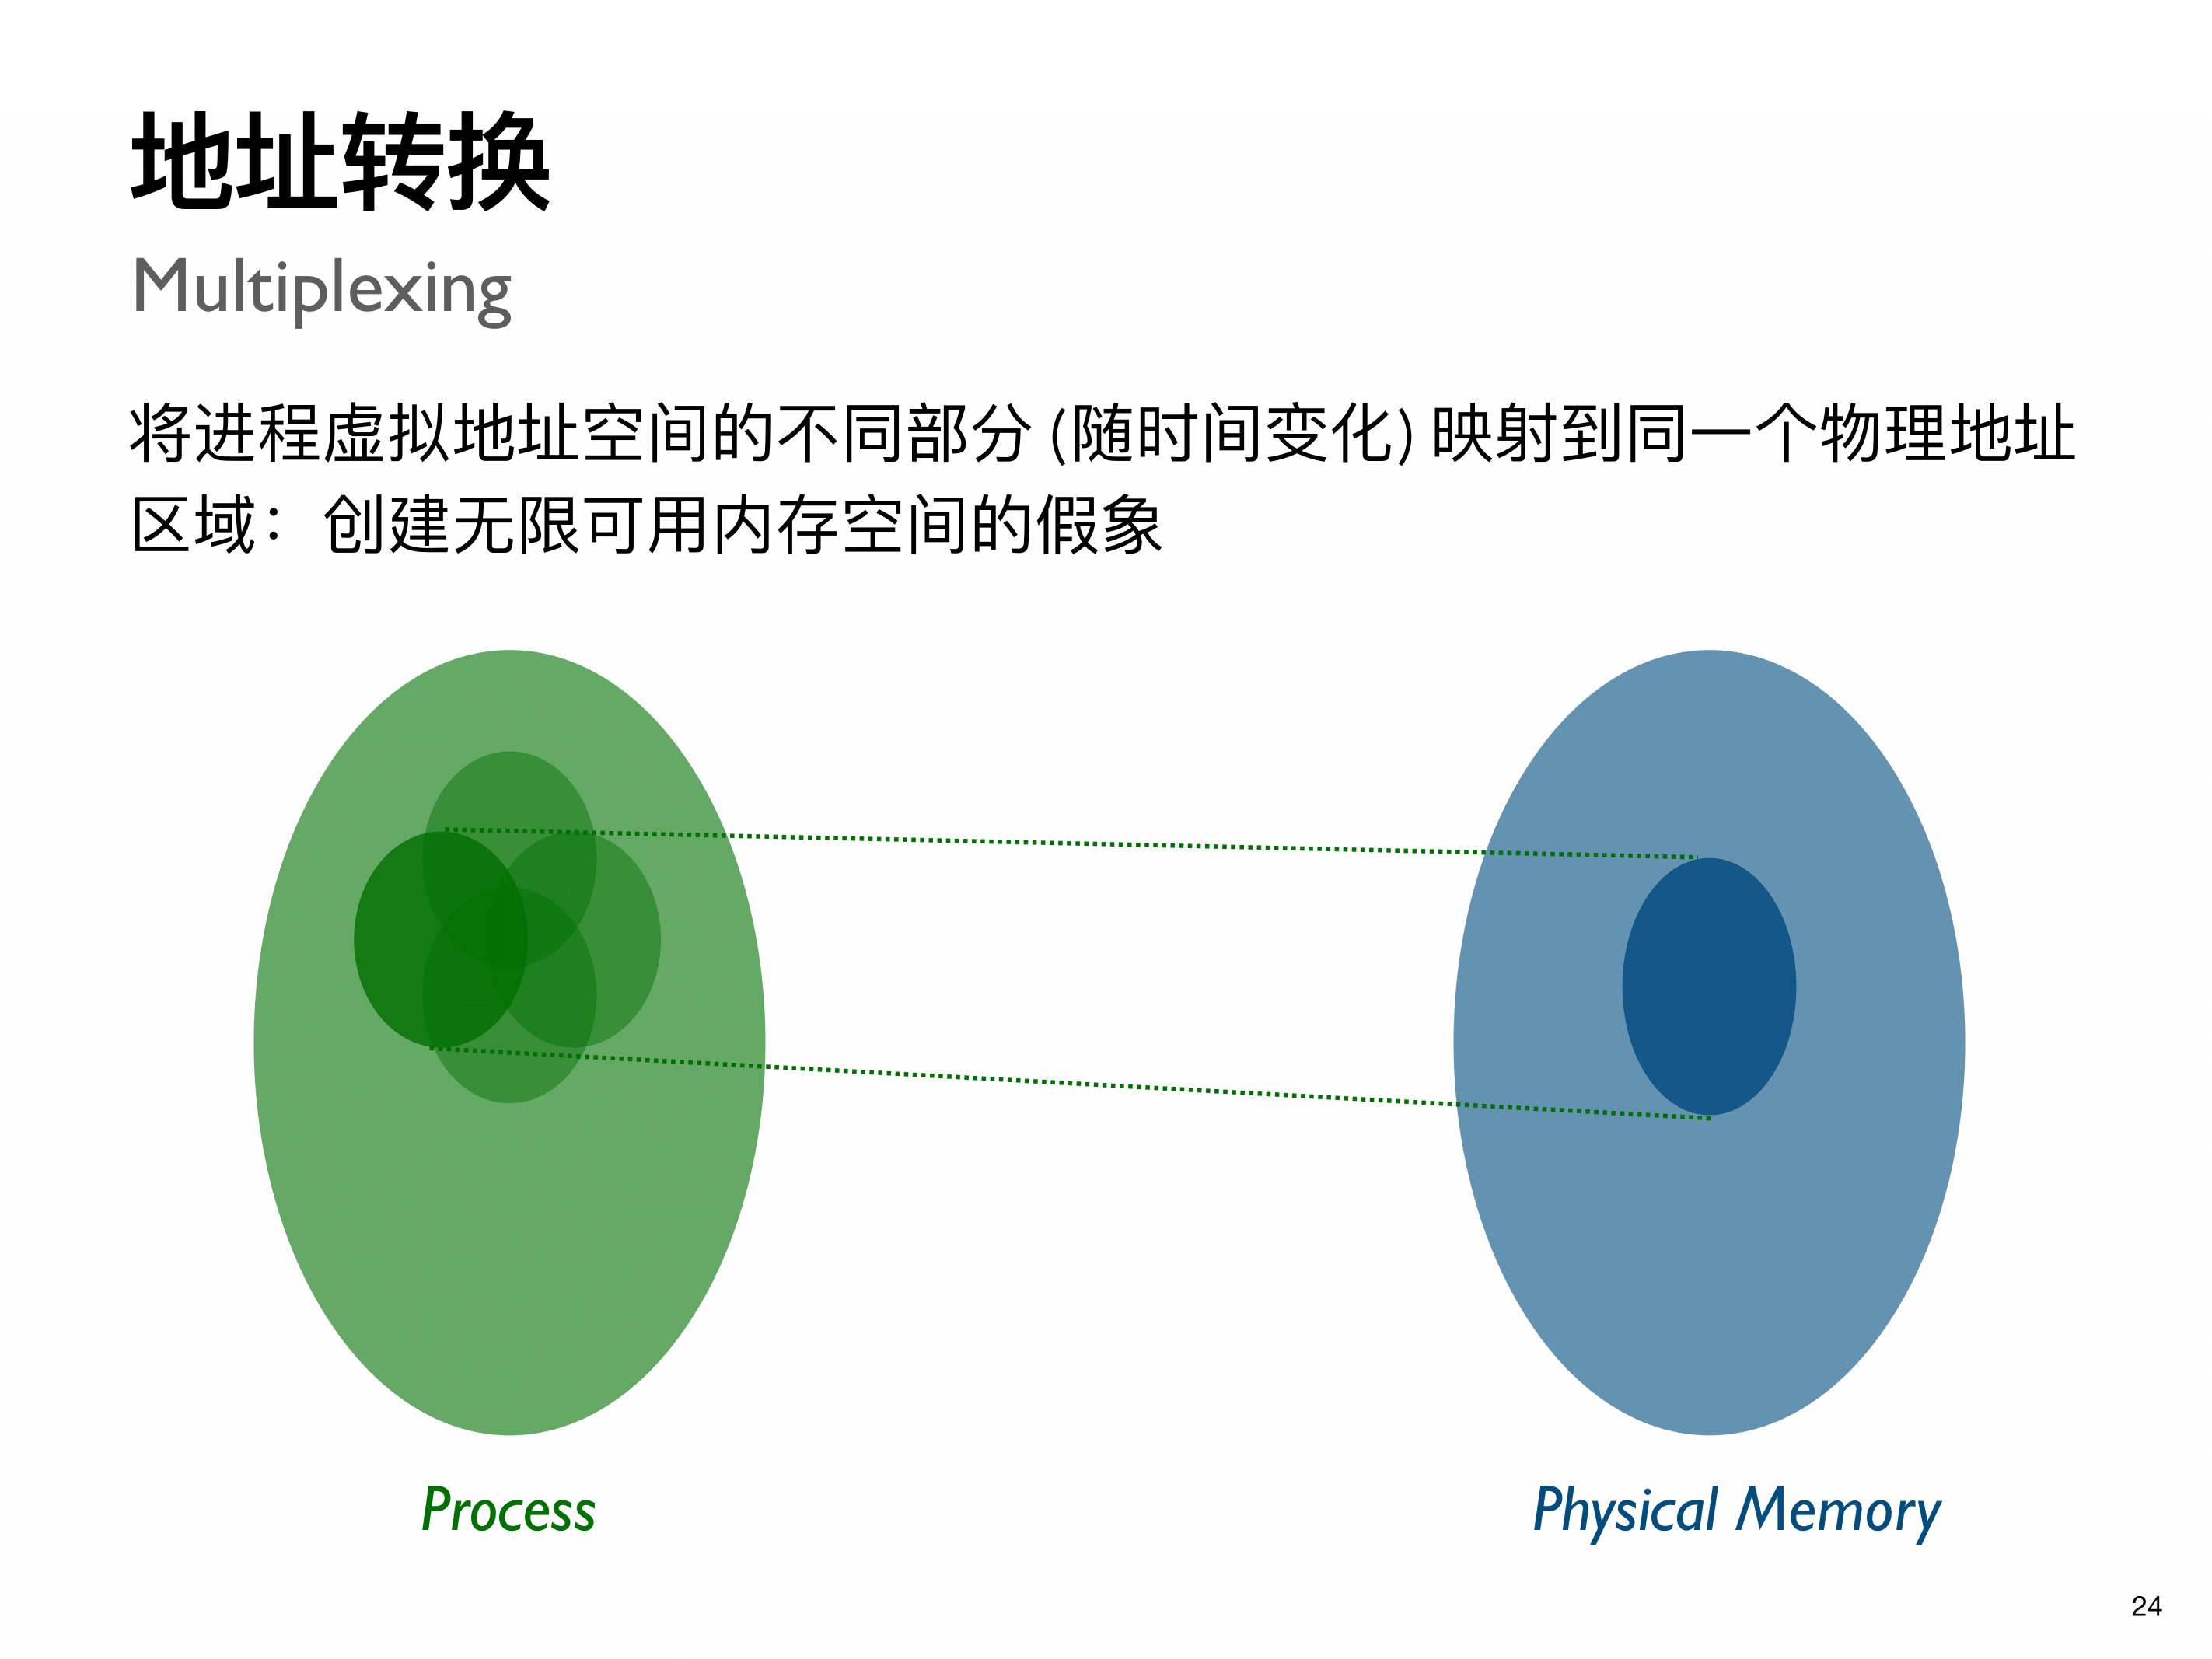 地址转换
Multiplexing
将进程虚拟地址空间的不同部分 (随时间变化) 映射到同一个物理地址
区域：创建无限可用内存空间的假象
Process
Physical Memory
24